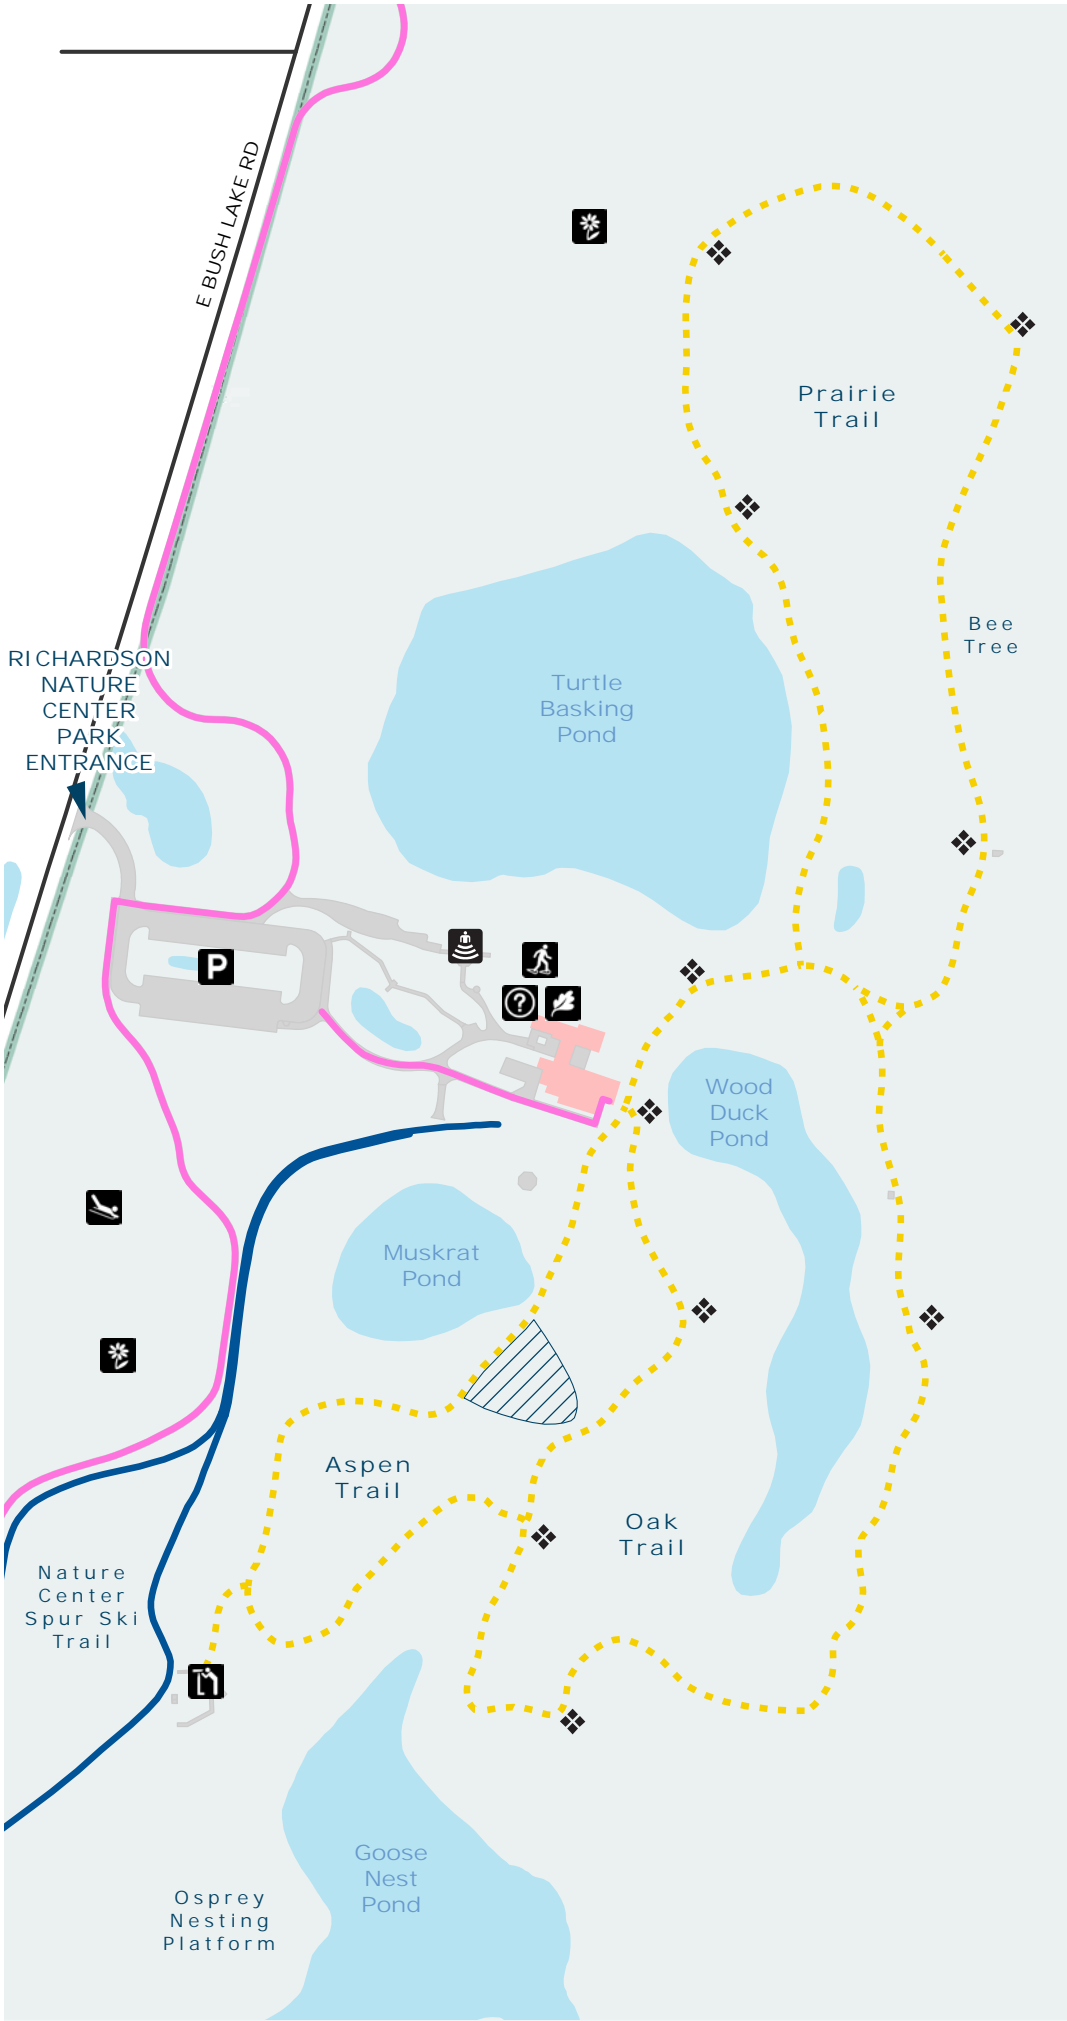 E BUSH LAKE RD
Prairie
Trail
Bee
Tree
RICHARDSON
NATURE
CENTER
PARK
ENTRANCE
Turtle
Basking
Pond
P
?
Wood
Duck
Pond
Muskrat
Pond
Aspen
Trail
Oak
Trail
Nature
Center
Spur Ski
Trail
Goose
Nest
Pond
Osprey
Nesting
Platform